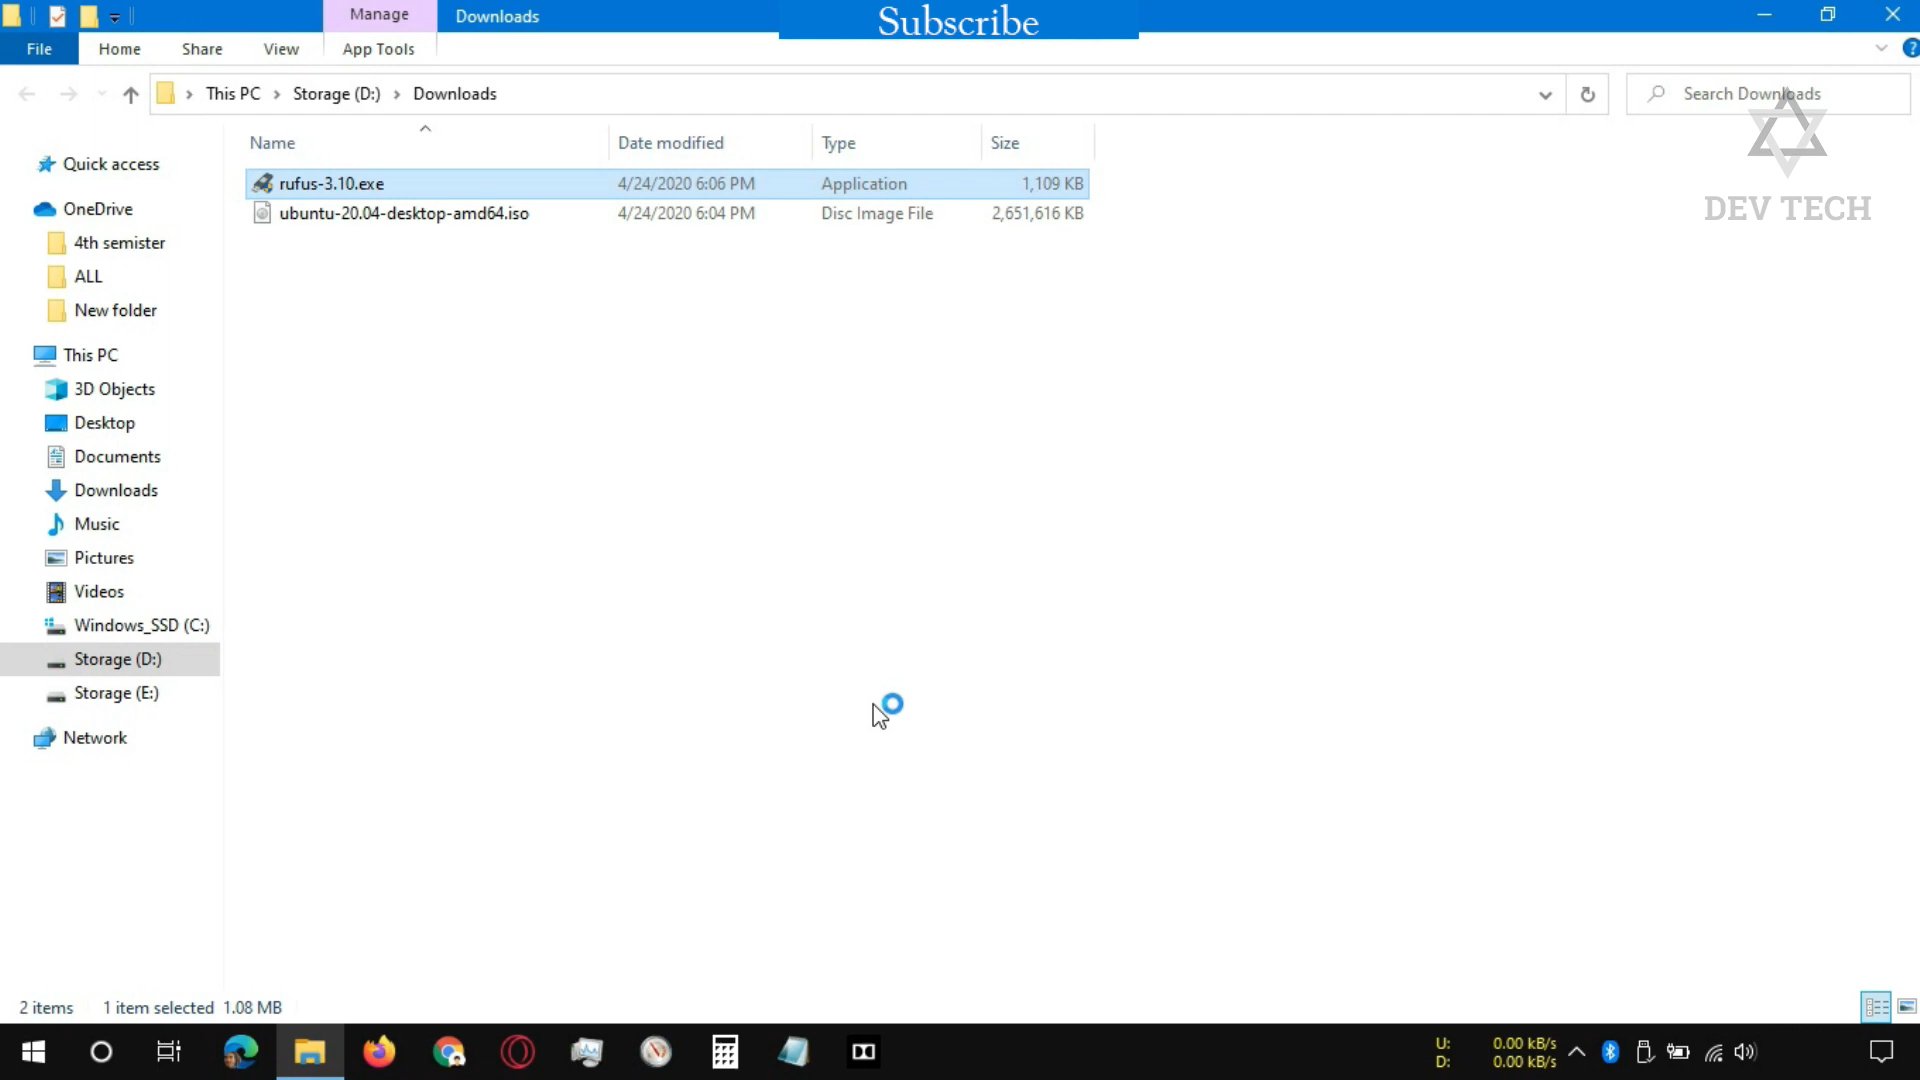 Manage
Downloads
Subscribe
File
Home
Share
View
App Tools
?
This PC
Storage (D:)
Downloads
Search Downloads
DEV TECH
Name
Date modified
Type
Size
rufus-3.10.exe
4/24/2020 6:06 PM
Application
1,109 KB
ubuntu-20.04-desktop-amd64.iso
4/24/2020 6:04 PM
Disc Image File
2,651,616 KB
Quick access
OneDrive
4th semister
ALL
New folder
This PC
3D Objects
Desktop
Documents
Downloads
Music
Pictures
Videos
Windows_SSD (C:)
Storage (D:)
Storage (E:)
Network
2 items
1 item selected
1.08 MB
U: 0.00 kB/s
D: 0.00 kB/s